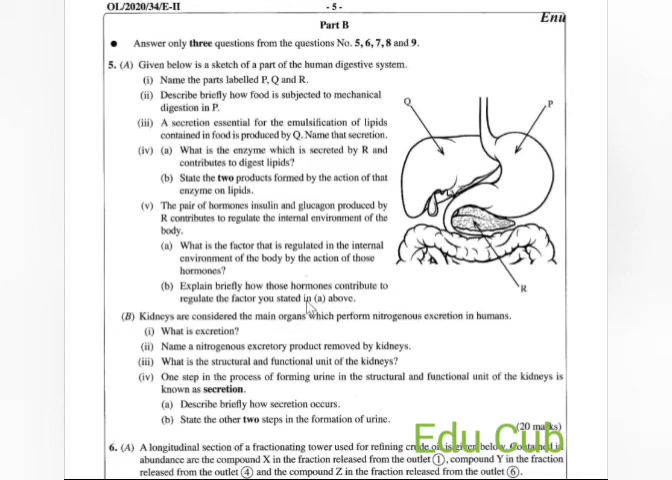 OL/2020/34/E-II
- 5 -
Part B
● Answer only three questions from the questions No. 5, 6, 7, 8 and 9.
5. (A) Given below is a sketch of a part of the human digestive system.
(i) Name the parts labelled P, Q and R.
(ii) Describe briefly how food is subjected to mechanical
digestion in P.
(iii) A secretion essential for the emulsification of lipids
contained in food is produced by Q. Name that secretion.
(iv) (a) What is the enzyme which is secreted by R and
contributes to digest lipids?
(b) State the two products formed by the action of that
enzyme on lipids.
(v) The pair of hormones insulin and glucagon produced by
R contributes to regulate the internal environment of the
body.
(a) What is the factor that is regulated in the internal
environment of the body by the action of those
hormones?
(b) Explain briefly how those hormones contribute to
regulate the factor you stated in (a) above.
Q
P
R
(B) Kidneys are considered the main organs which perform nitrogenous excretion in humans.
(i) What is excretion?
(ii) Name a nitrogenous excretory product removed by kidneys.
(iii) What is the structural and functional unit of the kidneys?
(iv) One step in the process of forming urine in the structural and functional unit of the kidneys is
known as secretion.
(a) Describe briefly how secretion occurs.
(b) State the other two steps in the formation of urine.
(20 marks)
Edu Cub
6. (A) A longitudinal section of a fractionating tower used for refining crude oil is given below. Contained in
abundance are the compound X in the fraction released from the outlet ①, compound Y in the fraction
released from the outlet ④ and the compound Z in the fraction released from the outlet ⑥.